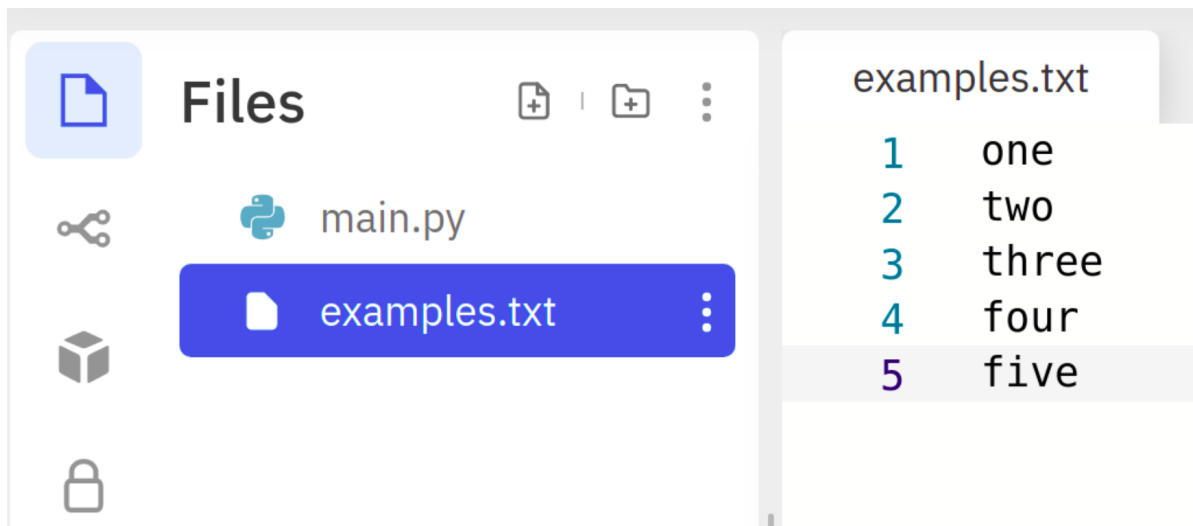 Files
main.py
examples.txt
examples.txt
1 one
2 two
3 three
4 four
5 five